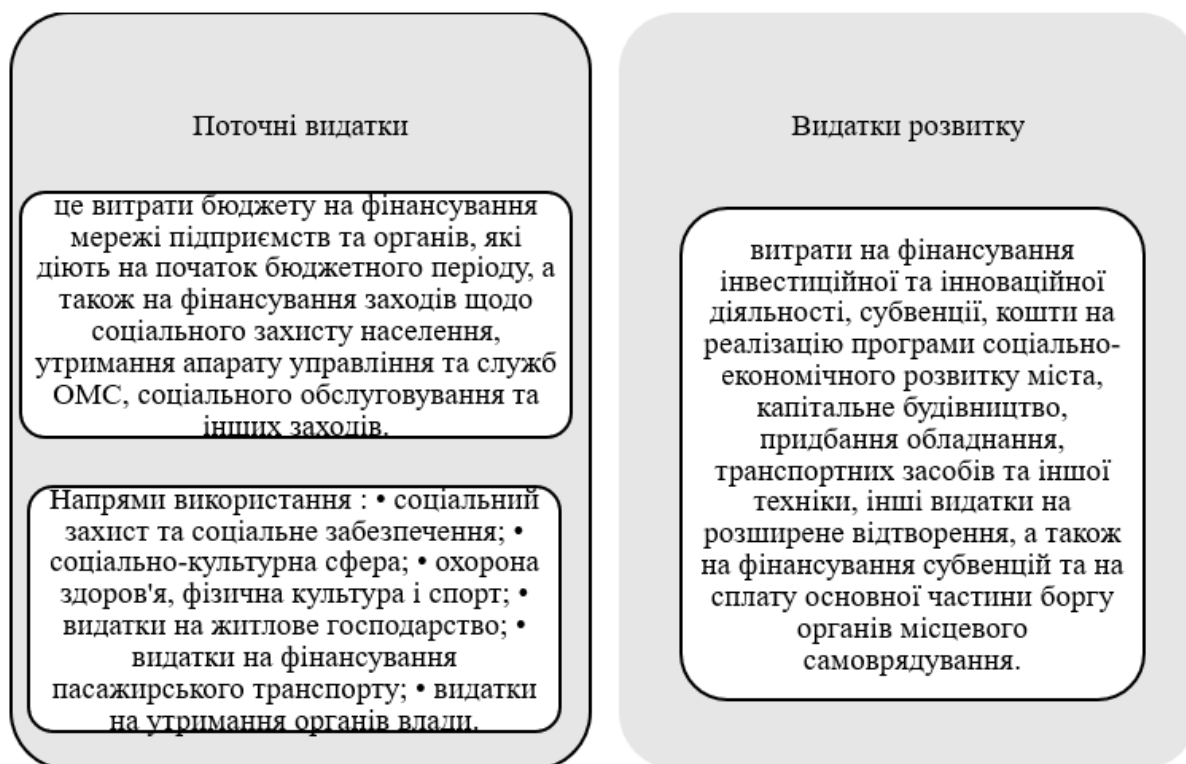 Поточні видатки
це витрати бюджету на фінансування
мережі підприємств та органів, які
діють на початок бюджетного періоду, а
також на фінансування заходів щодо
соціального захисту населення,
утримання апарату управління та служб
ОМС, соціального обслуговування та
інших заходів.
Напрями використання : • соціальний
захист та соціальне забезпечення; •
соціально-культурна сфера; • охорона
здоров'я, фізична культура і спорт; •
видатки на житлове господарство; •
видатки на фінансування
пасажирського транспорту; • видатки
на утримання органів влади.
Видатки розвитку
витрати на фінансування
інвестиційної та інноваційної
діяльності, субвенції, кошти на
реалізацію програми соціально-
економічного розвитку міста,
капітальне будівництво,
придбання обладнання,
транспортних засобів та іншої
техніки, інші видатки на
розширене відтворення, а також
на фінансування субвенцій та на
сплату основної частини боргу
органів місцевого
самоврядування.